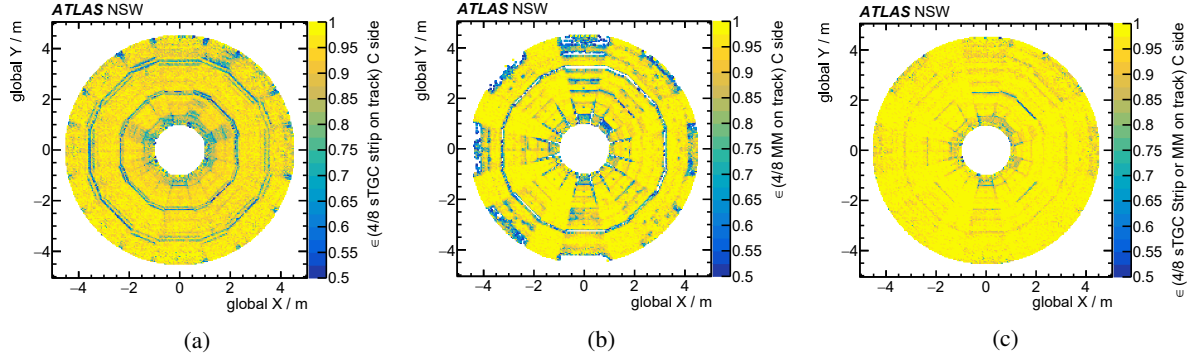 ATLAS NSW
global Y / m
4
2
0
−2
−4
−4 −2 0 2 4
global X / m
1
0.95
0.9
0.85
0.8
0.75
0.7
0.65
0.6
0.55
0.5
∈ (4/8 sTGC strip on track) C side
(a)
ATLAS NSW
global Y / m
4
2
0
−2
−4
−4 −2 0 2 4
global X / m
1
0.95
0.9
0.85
0.8
0.75
0.7
0.65
0.6
0.55
0.5
∈ (4/8 MM on track) C side
(b)
ATLAS NSW
global Y / m
4
2
0
−2
−4
−4 −2 0 2 4
global X / m
1
0.95
0.9
0.85
0.8
0.75
0.7
0.65
0.6
0.55
0.5
∈ (4/8 sTGC Strip or MM on track) C side
(c)